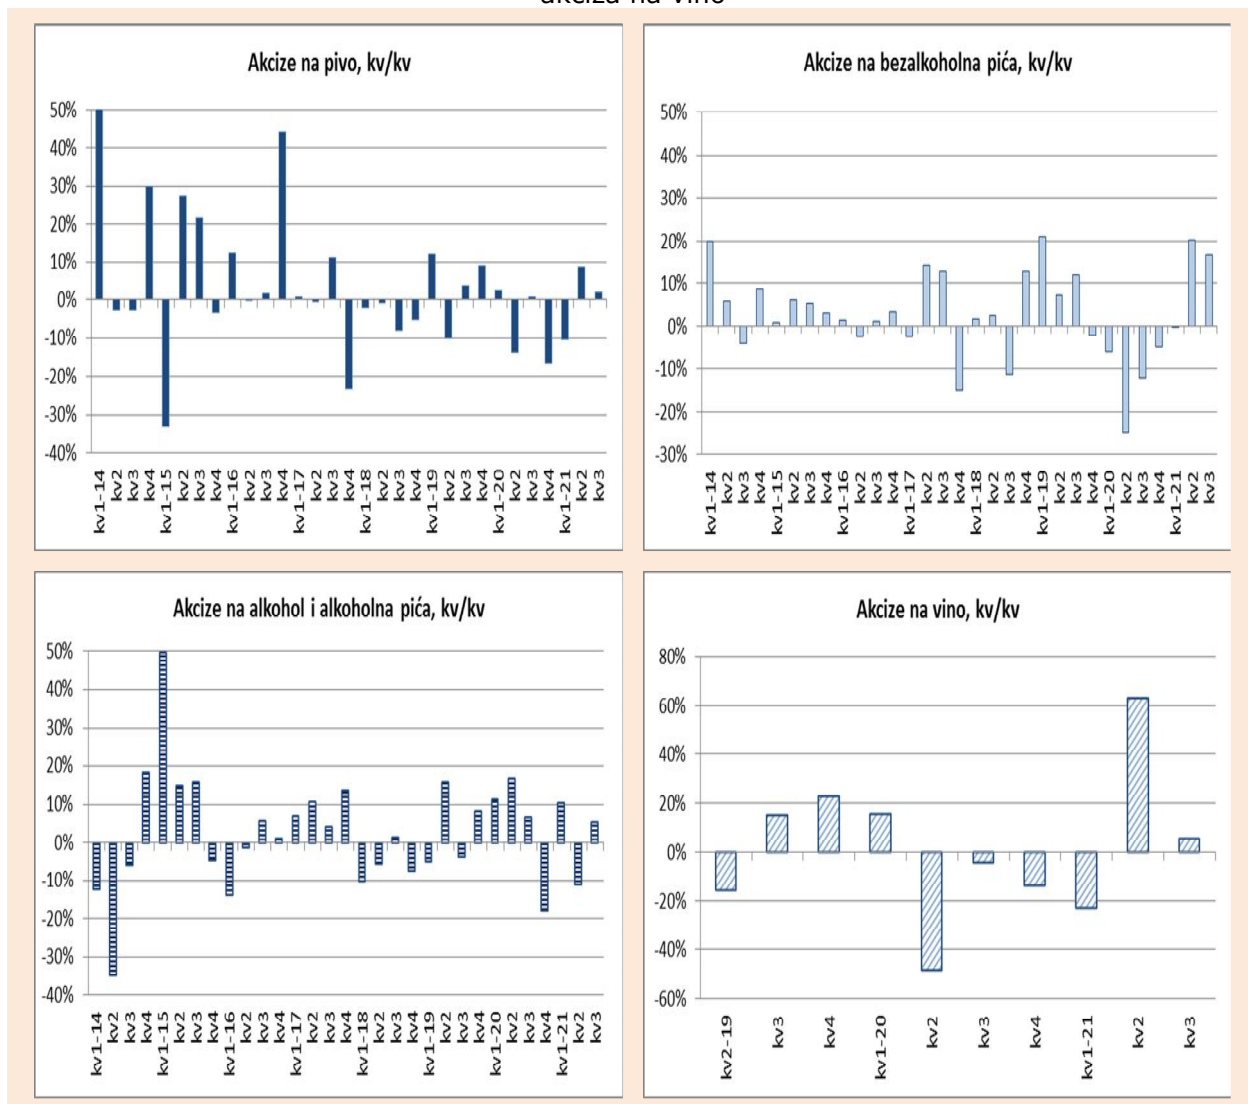 akciza na vino
Akcize na pivo, kv/kv
50%
40%
30%
20%
10%
0%
-10%
-20%
-30%
-40%
kv1-14
kv2
kv3
kv4
kv1-15
kv2
kv3
kv4
kv1-16
kv2
kv3
kv4
kv1-17
kv2
kv3
kv4
kv1-18
kv2
kv3
kv4
kv1-19
kv2
kv3
kv4
kv1-20
kv2
kv3
kv4
kv1-21
kv2
kv3
Akcize na bezalkoholna pića, kv/kv
50%
40%
30%
20%
10%
0%
-10%
-20%
-30%
kv1-14
kv2
kv3
kv4
kv1-15
kv2
kv3
kv4
kv1-16
kv2
kv3
kv4
kv1-17
kv2
kv3
kv4
kv1-18
kv2
kv3
kv4
kv1-19
kv2
kv3
kv4
kv1-20
kv2
kv3
kv4
kv1-21
kv2
kv3
Akcize na alkohol i alkoholna pića, kv/kv
50%
40%
30%
20%
10%
0%
-10%
-20%
-30%
-40%
kv1-14
kv2
kv3
kv4
kv1-15
kv2
kv3
kv4
kv1-16
kv2
kv3
kv4
kv1-17
kv2
kv3
kv4
kv1-18
kv2
kv3
kv4
kv1-19
kv2
kv3
kv4
kv1-20
kv2
kv3
kv4
kv1-21
kv2
kv3
Akcize na vino, kv/kv
80%
60%
40%
20%
0%
-20%
-40%
-60%
kv2-19
kv3
kv4
kv1-20
kv2
kv3
kv4
kv1-21
kv2
kv3